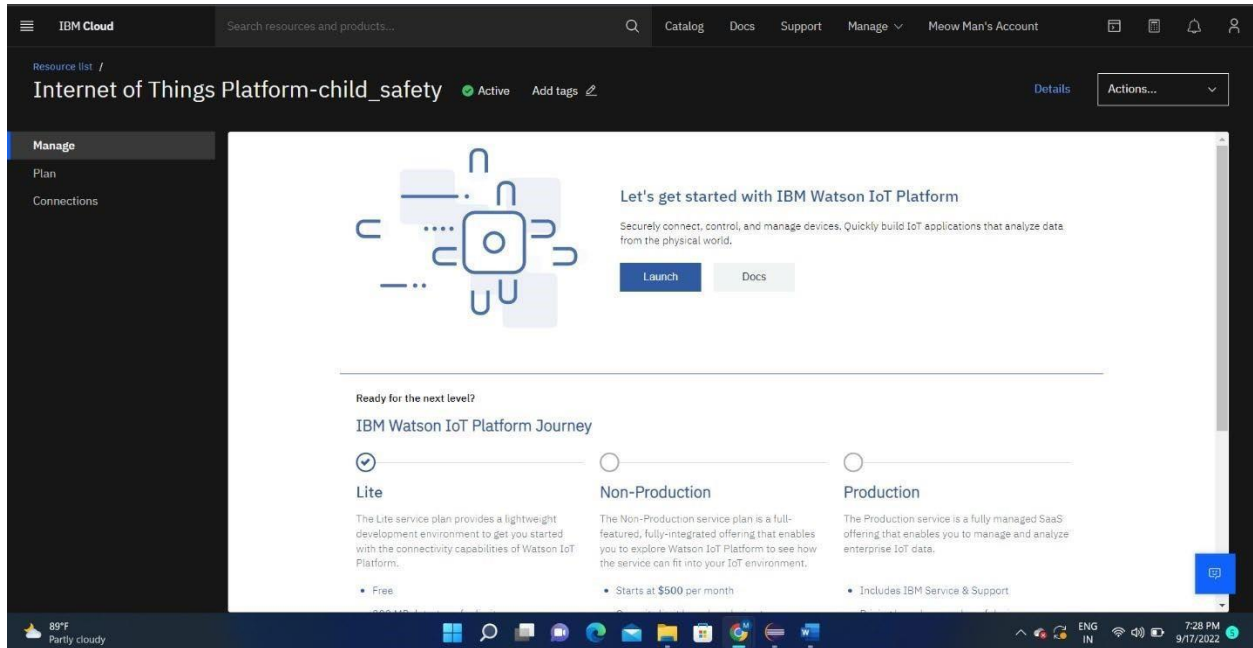 IBM Cloud
Search resources and products...
Catalog
Docs
Support
Manage
Meow Man's Account
Resource list /
Internet of Things Platform-child_safety
Active
Add tags
Details
Actions...
Manage
Plan
Connections
Let's get started with IBM Watson IoT Platform
Securely connect, control, and manage devices. Quickly build IoT applications that analyze data
from the physical world.
Launch
Docs
Ready for the next level?
IBM Watson IoT Platform Journey
Lite
The Lite service plan provides a lightweight
development environment to get you started
with the connectivity capabilities of Watson IoT
Platform.
• Free
Non-Production
The Non-Production service plan is a full-
featured, fully-integrated offering that enables
you to explore Watson IoT Platform to see how
the service can fit into your IoT environment.
• Starts at $500 per month
Production
The Production service is a fully managed SaaS
offering that enables you to manage and analyze
enterprise IoT data.
• Includes IBM Service & Support
89°F
Partly cloudy
ENG
IN
7:28 PM
9/17/2022